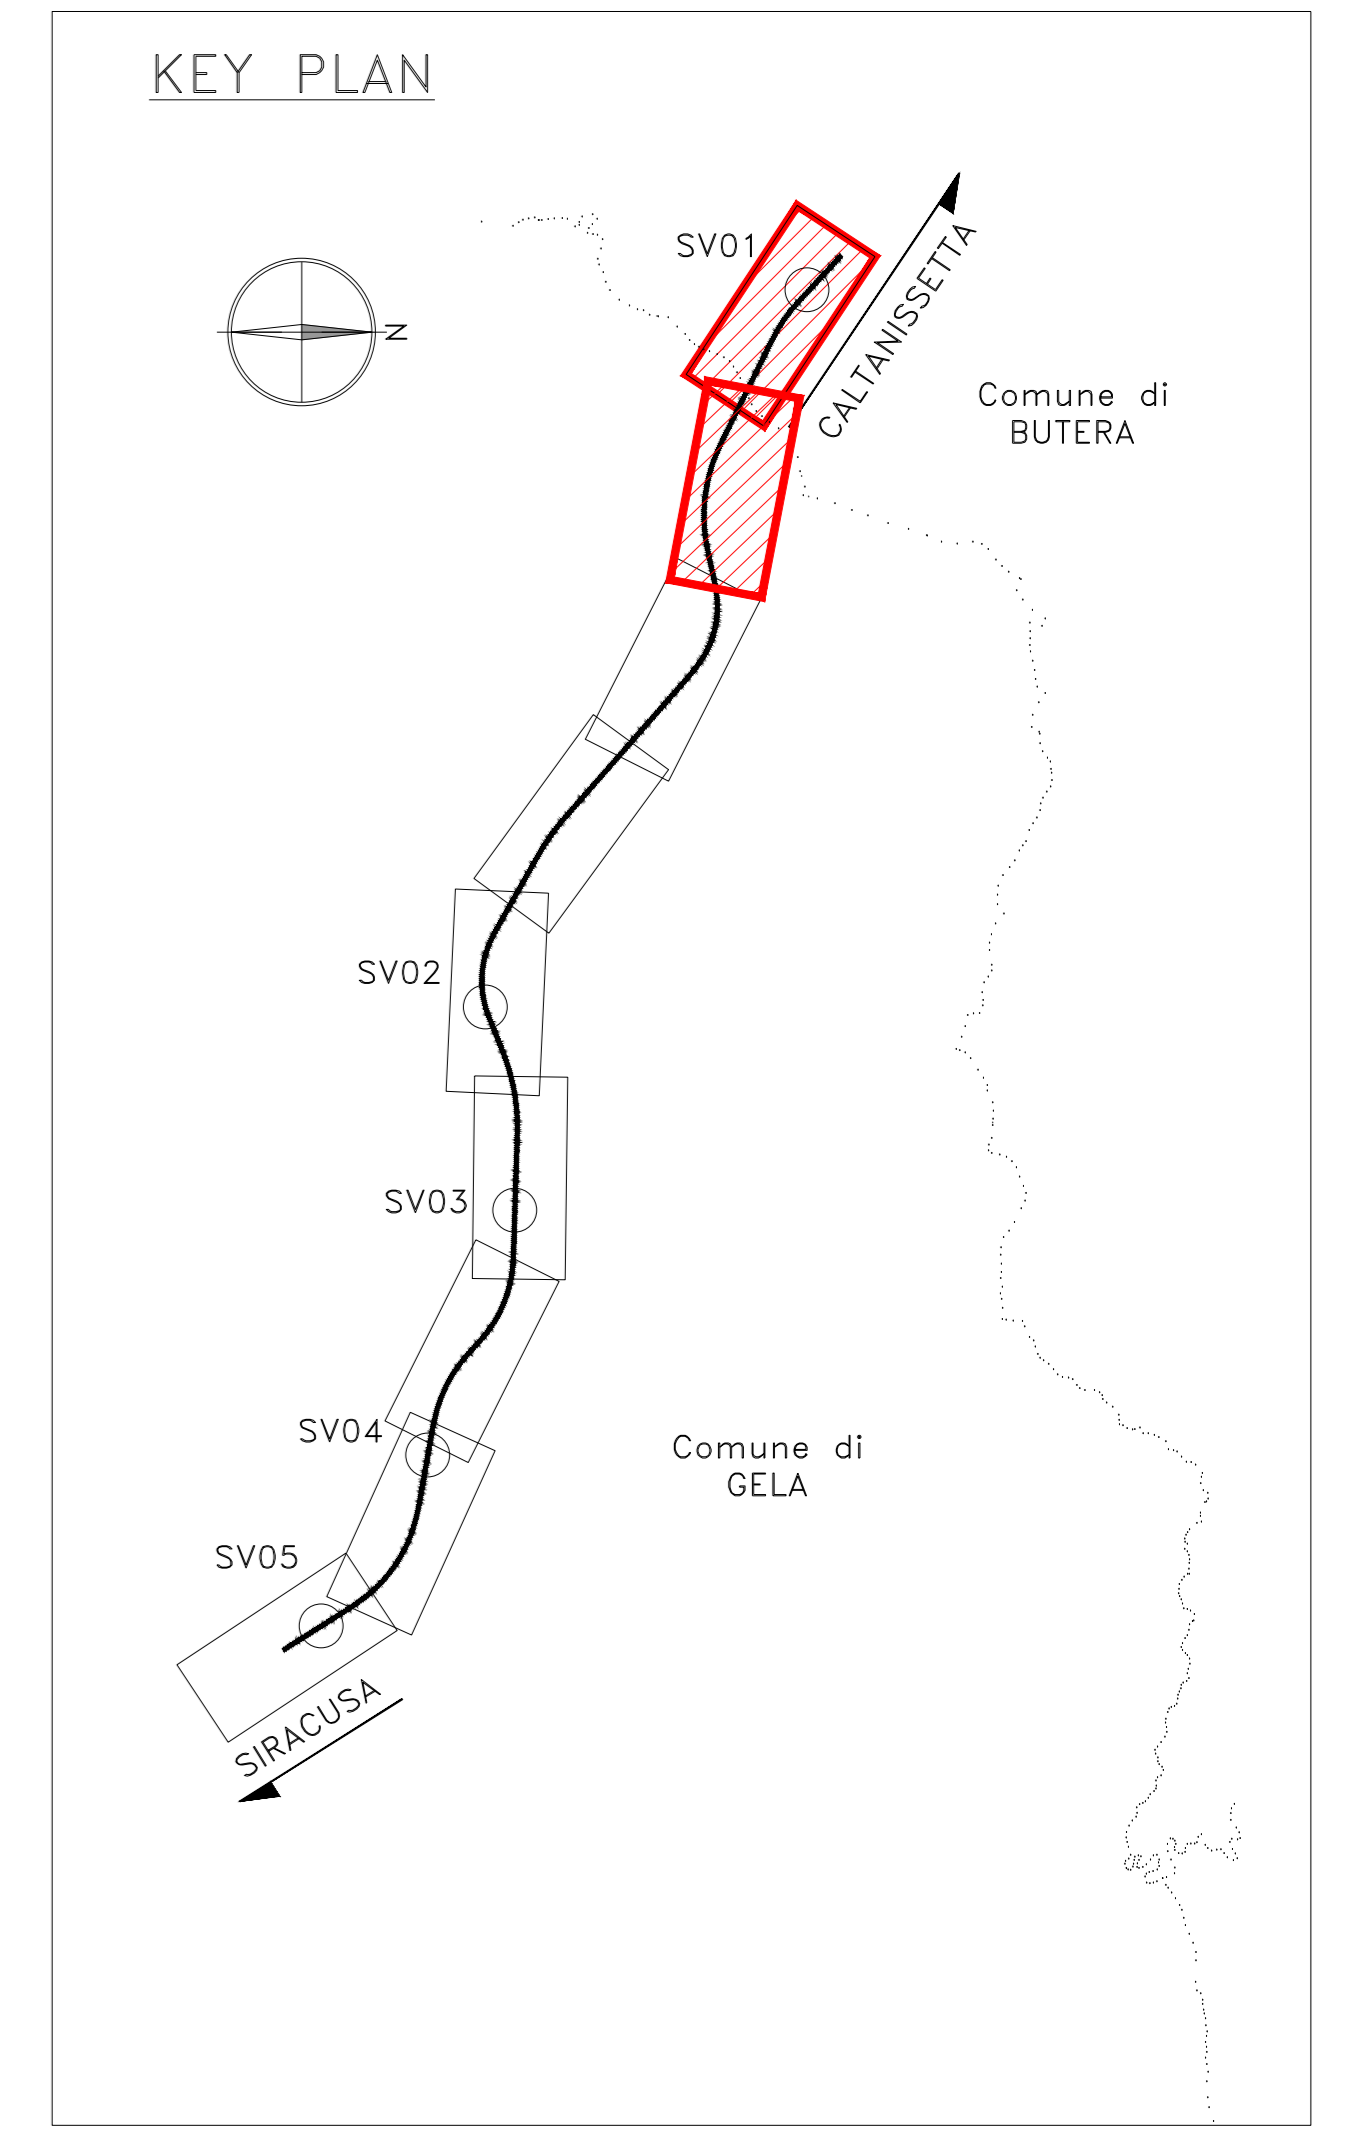 KEY PLAN
SV01
CALTANISSETTA
N
Comune di
BUTERA
SV02
SV03
SV04
Comune di
GELA
SV05
SIRACUSA